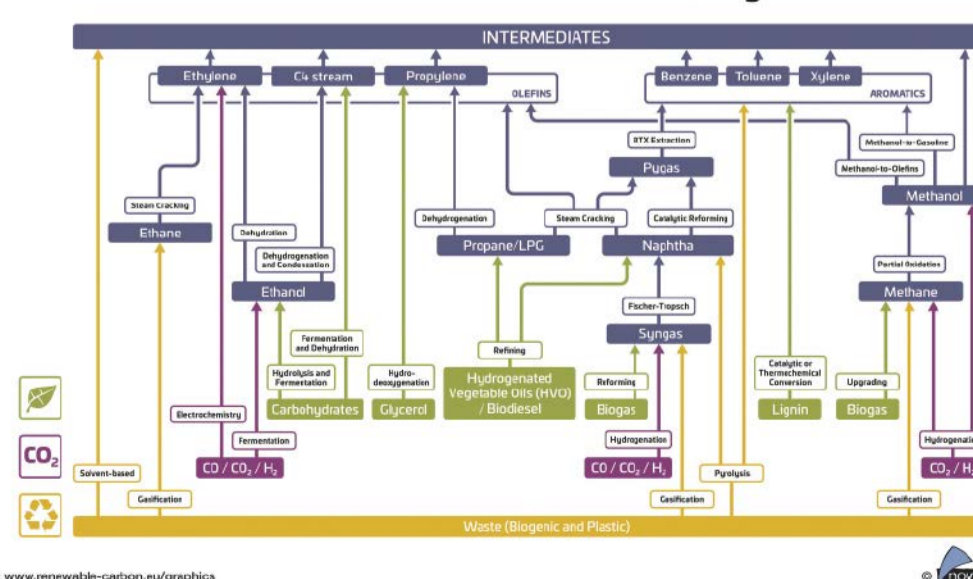 INTERMEDIATES
Ethylene
C4 stream
Propylene
OLEFINS
Benzene
Toluene
Xylene
AROMATICS
BTX Extraction
Pygas
Methanol-to-Gasoline
Methanol-to-Olefins
Methanol
Steam Cracking
Ethane
Dehydration
Dehydrogenation
and Condensation
Ethanol
Dehydrogenation
Propane/LPG
Steam Cracking
Catalytic Reforming
Naphtha
Partial Oxidation
Methane
Fischer-Tropsch
Syngas
Fermentation
and Dehydration
Hydrolysis and
Fermentation
Carbohydrates
Hydro-
deoxygenation
Glycerol
Refining
Hydrogenated
Vegetable Oils (HVO)
/ Biodiesel
Reforming
Biogas
Catalytic or
Thermochemical
Conversion
Lignin
Upgrading
Biogas
Electrochemistry
Fermentation
CO / CO₂ / H₂
Hydrogenation
CO / CO₂ / H₂
Pyrolysis
CO₂
Solvent-based
Gasification
Gasification
Gasification
Waste (Biogenic and Plastic)
www.renewable-carbon.eu/graphics
©